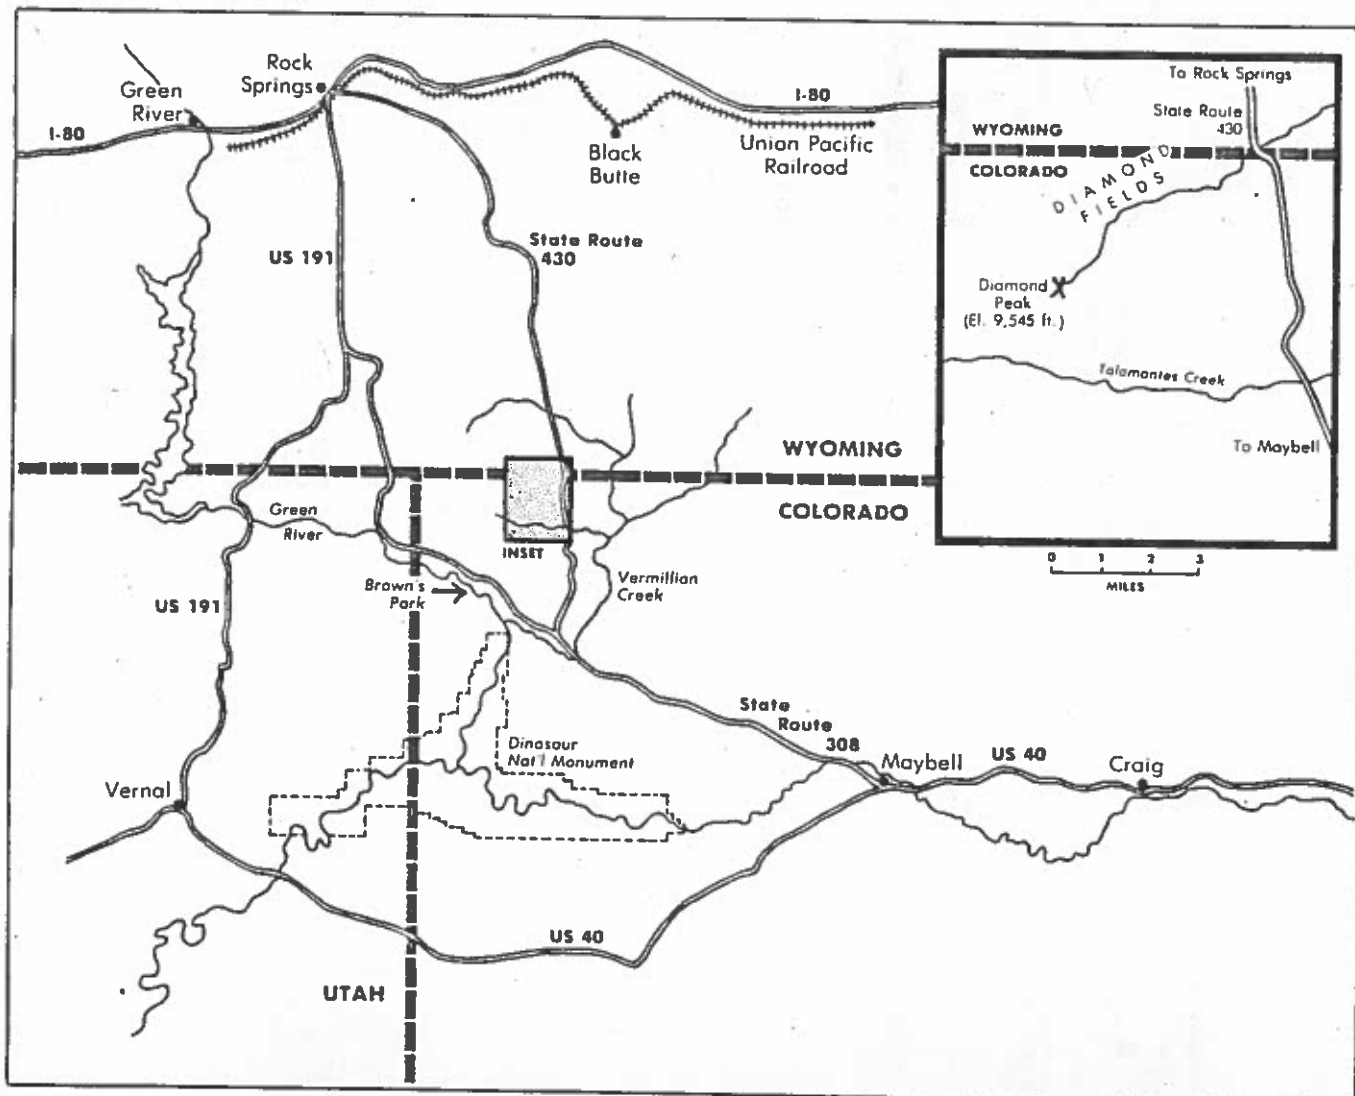 Rock
Springs
Green
River
I-80
I-80
Black
Butte
Union Pacific
Railroad
US 191
State Route
430
WYOMING
COLORADO
Green
River
INSET
Brown's
Park
Vermillian
Creek
US 191
State
Route
308
Dinasour
Nat'l Monument
Vernal
Maybell
US 40
Craig
US 40
UTAH
To Rock Springs
State Route
430
WYOMING
COLORADO
DIAMOND
FIELDS
Diamond
Peak
(El. 9,545 ft.)
Talamantes Creek
To Maybell
0 1 2 3
MILES